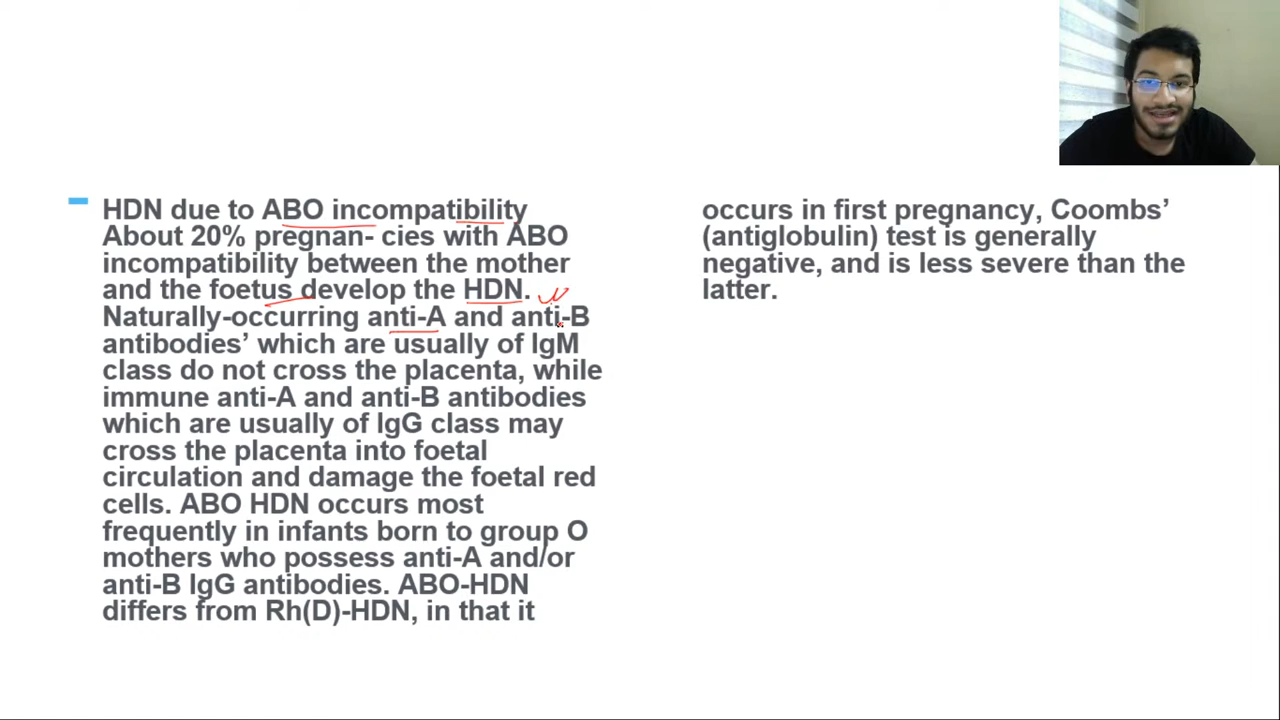 HDN due to ABO incompatibility
About 20% pregnan- cies with ABO
incompatibility between the mother
and the foetus develop the HDN.
Naturally-occurring anti-A and anti-B
antibodies’ which are usually of IgM
class do not cross the placenta, while
immune anti-A and anti-B antibodies
which are usually of IgG class may
cross the placenta into foetal
circulation and damage the foetal red
cells. ABO HDN occurs most
frequently in infants born to group O
mothers who possess anti-A and/or
anti-B IgG antibodies. ABO-HDN
differs from Rh(D)-HDN, in that it
occurs in first pregnancy, Coombs’
(antiglobulin) test is generally
negative, and is less severe than the
latter.